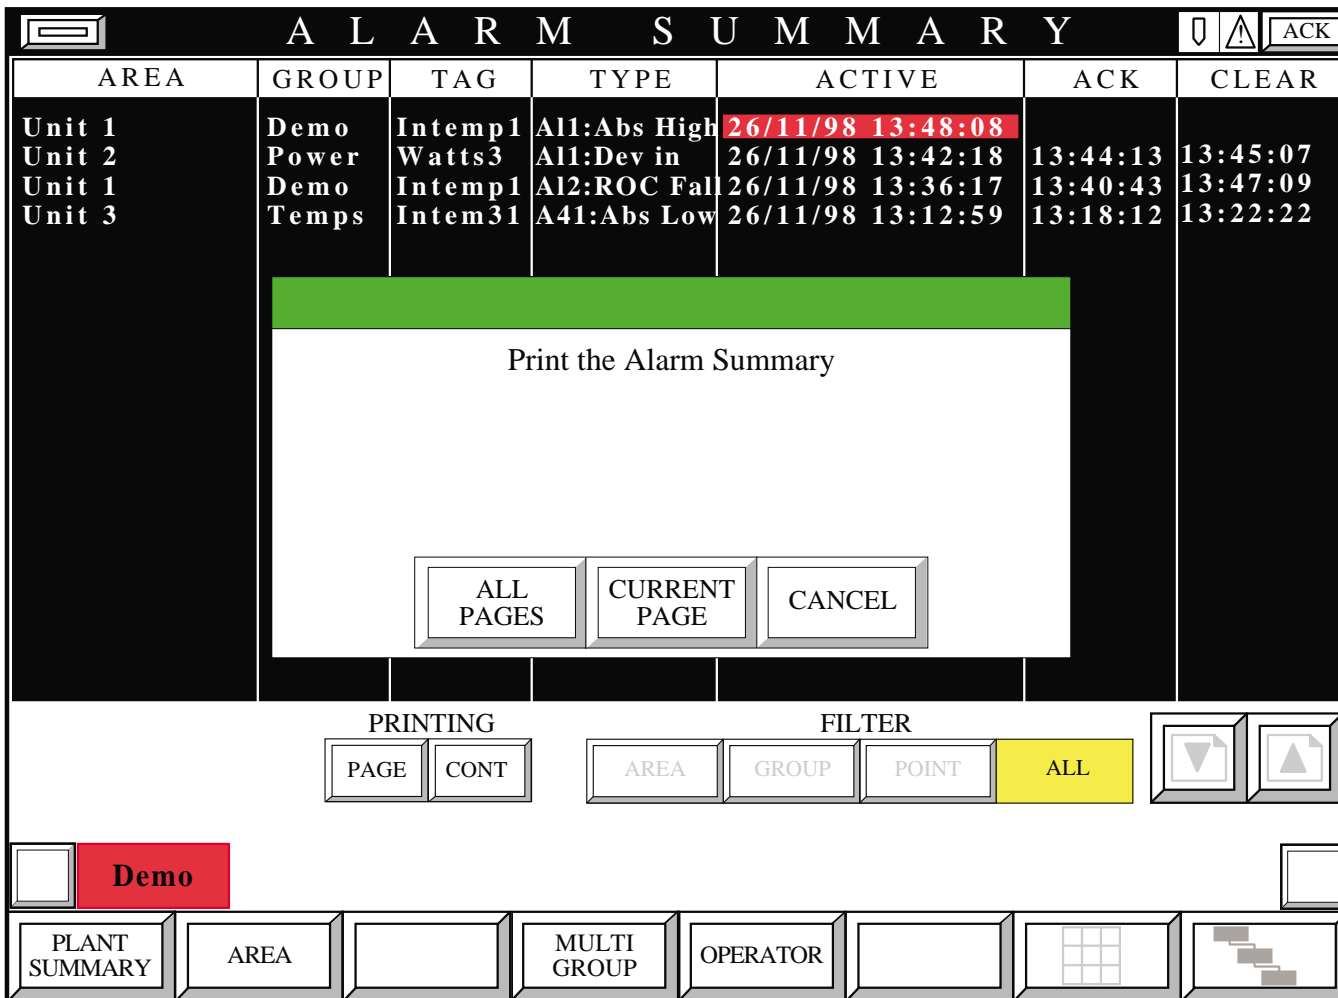 ALARM SUMMARY ACK
AREA GROUP TAG TYPE ACTIVE ACK CLEAR
Unit 1 Demo Intemp1 Al1:Abs High 26/11/98 13:48:08
Unit 2 Power Watts3 Al1:Dev in 26/11/98 13:42:18 13:44:13 13:45:07
Unit 1 Demo Intemp1 Al2:ROC Fall 26/11/98 13:36:17 13:40:43 13:47:09
Unit 3 Temps Intem31 A41:Abs Low 26/11/98 13:12:59 13:18:12 13:22:22
Print the Alarm Summary
ALL PAGES
CURRENT PAGE
CANCEL
PRINTING FILTER
PAGE CONT AREA GROUP POINT ALL
Demo
PLANT SUMMARY
AREA
MULTI GROUP
OPERATOR